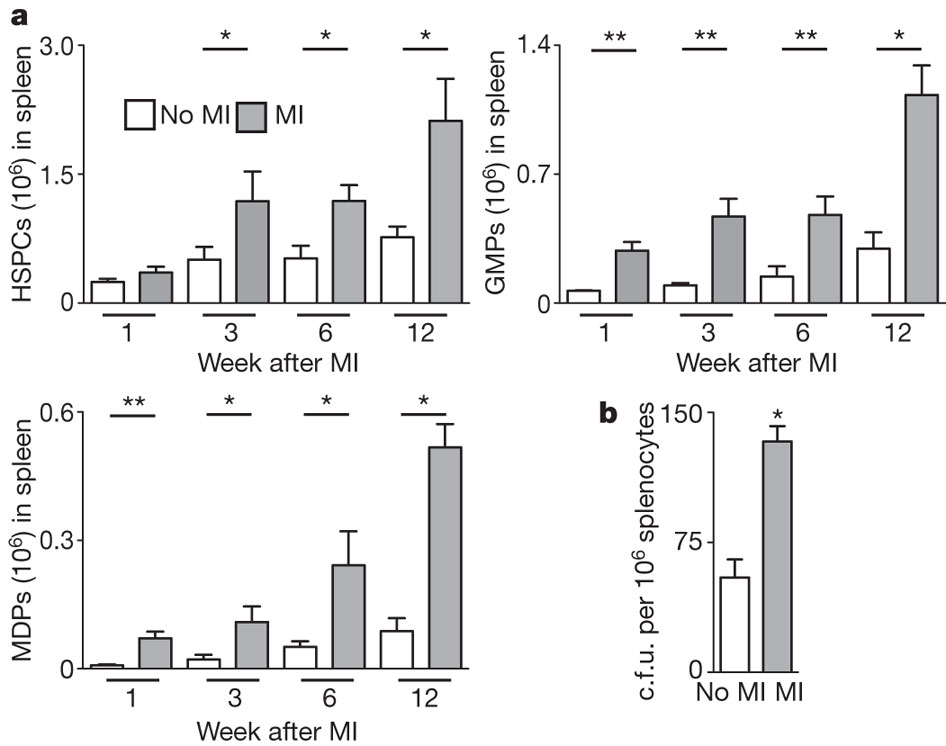 a
HSPCs (10⁶) in spleen
3.0
1.5
0
No MI MI
* * *
1 3 6 12
Week after MI
GMPs (10⁶) in spleen
1.4
0.7
0
** ** ** *
1 3 6 12
Week after MI
MDPs (10⁶) in spleen
0.6
0.3
0
** * * *
1 3 6 12
Week after MI
b
c.f.u. per 10⁶ splenocytes
150
75
0
*
No MI MI